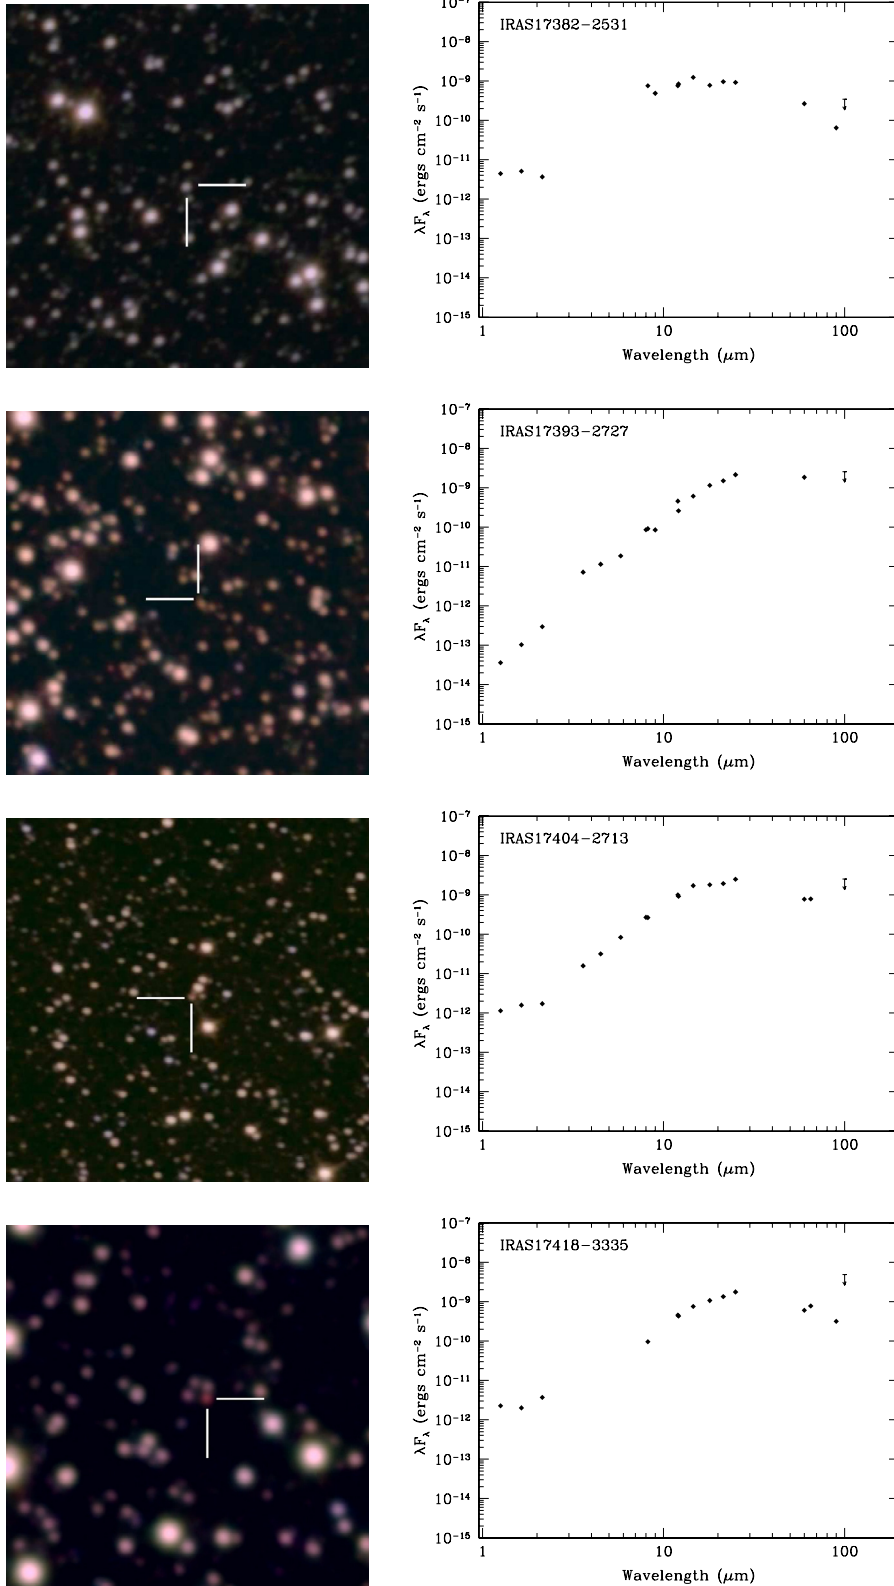 10⁻⁷
IRAS17382−2531
10⁻⁸
10⁻⁹
10⁻¹⁰
10⁻¹¹
10⁻¹²
10⁻¹³
10⁻¹⁴
10⁻¹⁵
λFλ (ergs cm⁻² s⁻¹)
1 10 100
Wavelength (μm)
10⁻⁷
IRAS17393−2727
10⁻⁸
10⁻⁹
10⁻¹⁰
10⁻¹¹
10⁻¹²
10⁻¹³
10⁻¹⁴
10⁻¹⁵
λFλ (ergs cm⁻² s⁻¹)
1 10 100
Wavelength (μm)
10⁻⁷
IRAS17404−2713
10⁻⁸
10⁻⁹
10⁻¹⁰
10⁻¹¹
10⁻¹²
10⁻¹³
10⁻¹⁴
10⁻¹⁵
λFλ (ergs cm⁻² s⁻¹)
1 10 100
Wavelength (μm)
10⁻⁷
IRAS17418−3335
10⁻⁸
10⁻⁹
10⁻¹⁰
10⁻¹¹
10⁻¹²
10⁻¹³
10⁻¹⁴
10⁻¹⁵
λFλ (ergs cm⁻² s⁻¹)
1 10 100
Wavelength (μm)